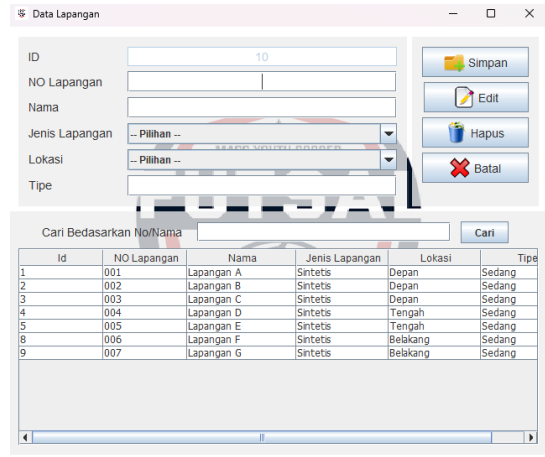 Data Lapangan
ID 10
NO Lapangan
Nama
Jenis Lapangan -- Pilihan --
Lokasi -- Pilihan --
Tipe
Simpan
Edit
Hapus
Batal
FUTSAL
Cari Bedasarkan No/Nama Cari
Id NO Lapangan Nama Jenis Lapangan Lokasi Tipe
1 001 Lapangan A Sintetis Depan Sedang
2 002 Lapangan B Sintetis Depan Sedang
3 003 Lapangan C Sintetis Depan Sedang
4 004 Lapangan D Sintetis Tengah Sedang
5 005 Lapangan E Sintetis Tengah Sedang
8 006 Lapangan F Sintetis Belakang Sedang
9 007 Lapangan G Sintetis Belakang Sedang